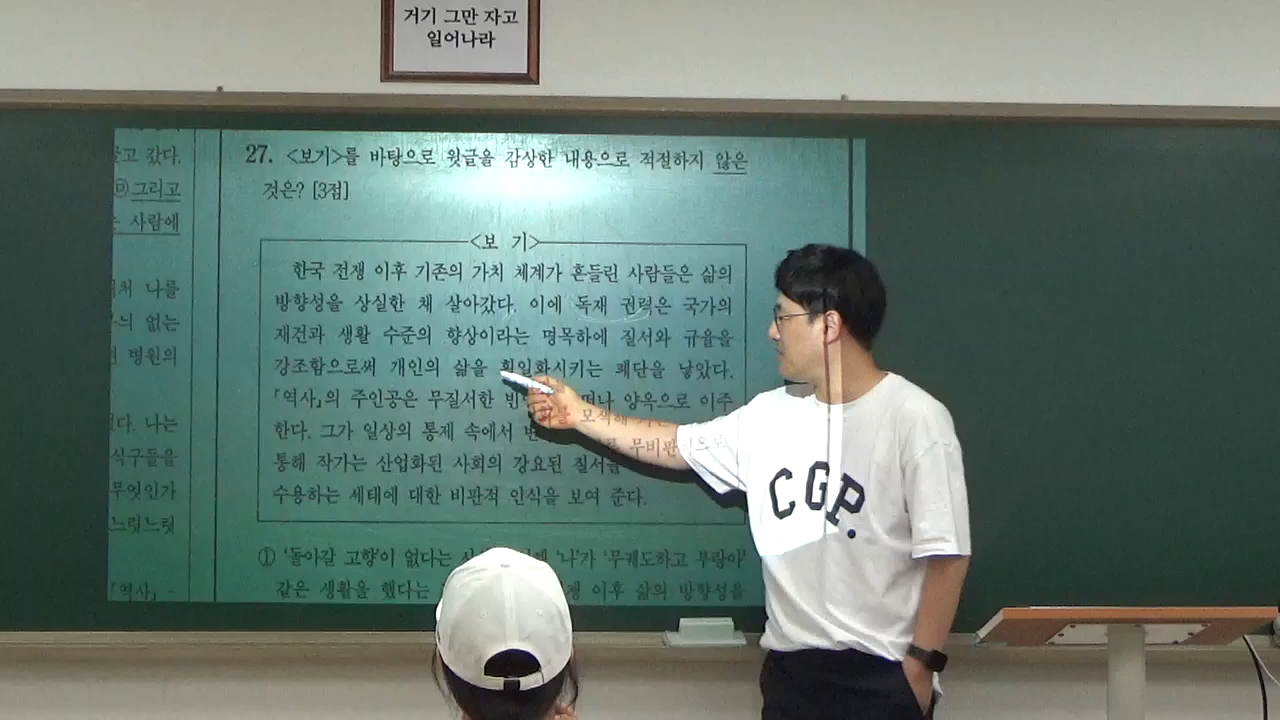 거기 그만 자고
일어나라
끌고 갔다.
㉤그리고
는 사람에
나를
없는
병원의
나는
식구들을
무엇인가
느릿느릿
「역사」 -
27. <보기>를 바탕으로 윗글을 감상한 내용으로 적절하지 않은
것은? [3점]
<보 기>
한국 전쟁 이후 기존의 가치 체계가 흔들린 사람들은 삶의
방향성을 상실한 채 살아갔다. 이에 독재 권력은 국가의
재건과 생활 수준의 향상이라는 명목하에 질서와 규율을
강조함으로써 개인의 삶을 획일화시키는 폐단을 낳았다.
「역사」의 주인공은 무질서한 양옥으로 이주
한다. 그가 일상의 통제 속에서 모색해 무비판적으로
통해 작가는 산업화된 사회의 강요된 질서를
수용하는 세태에 대한 비판적 인식을 보여 준다.
① '돌아갈 고향'이 없다는 '나'가 '무궤도하고 부랑아'
같은 생활을 했다는 이후 삶의 방향성을
CGP.